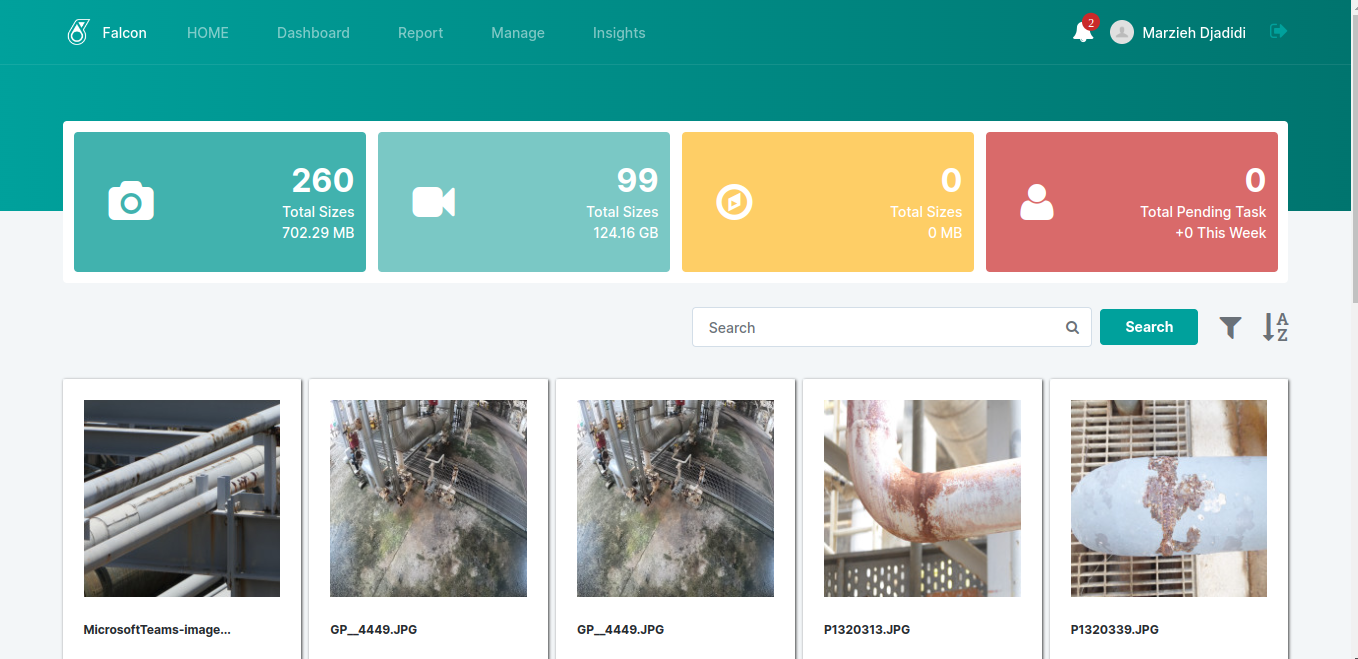 Falcon
HOME
Dashboard
Report
Manage
Insights
2
Marzieh Djadidi
260
Total Sizes
702.29 MB
99
Total Sizes
124.16 GB
0
Total Sizes
0 MB
0
Total Pending Task
+0 This Week
Search
Search
A
Z
MicrosoftTeams-image...
GP__4449.JPG
GP__4449.JPG
P1320313.JPG
P1320339.JPG